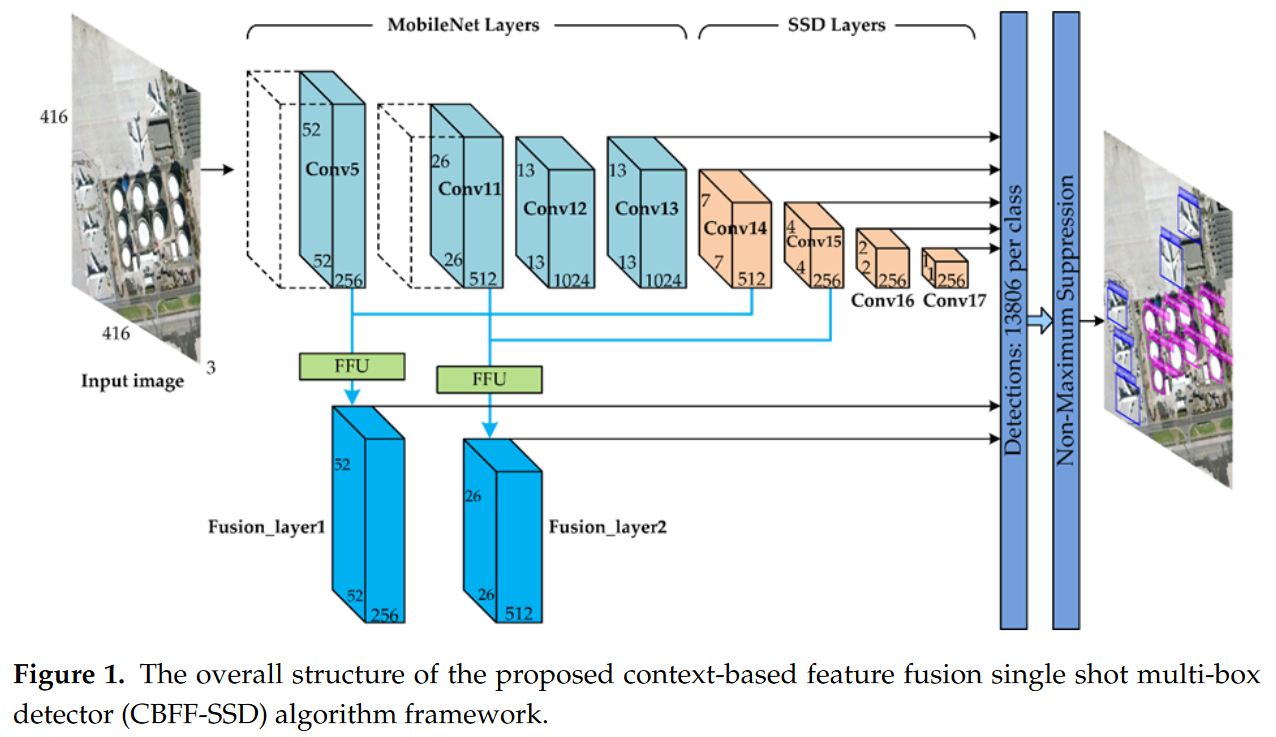 MobileNet Layers
SSD Layers
416
416
3
Input image
52
Conv5
52
256
26
Conv11
26
512
13
Conv12
13
1024
13
Conv13
13
1024
7
Conv14
7
512
4
Conv15
4
256
2
2
256
Conv16
1
1
256
Conv17
FFU
FFU
52
Fusion_layer1
52
256
26
Fusion_layer2
26
512
Detections: 13806 per class
Non-Maximum Suppression
Figure 1. The overall structure of the proposed context-based feature fusion single shot multi-box
detector (CBFF-SSD) algorithm framework.